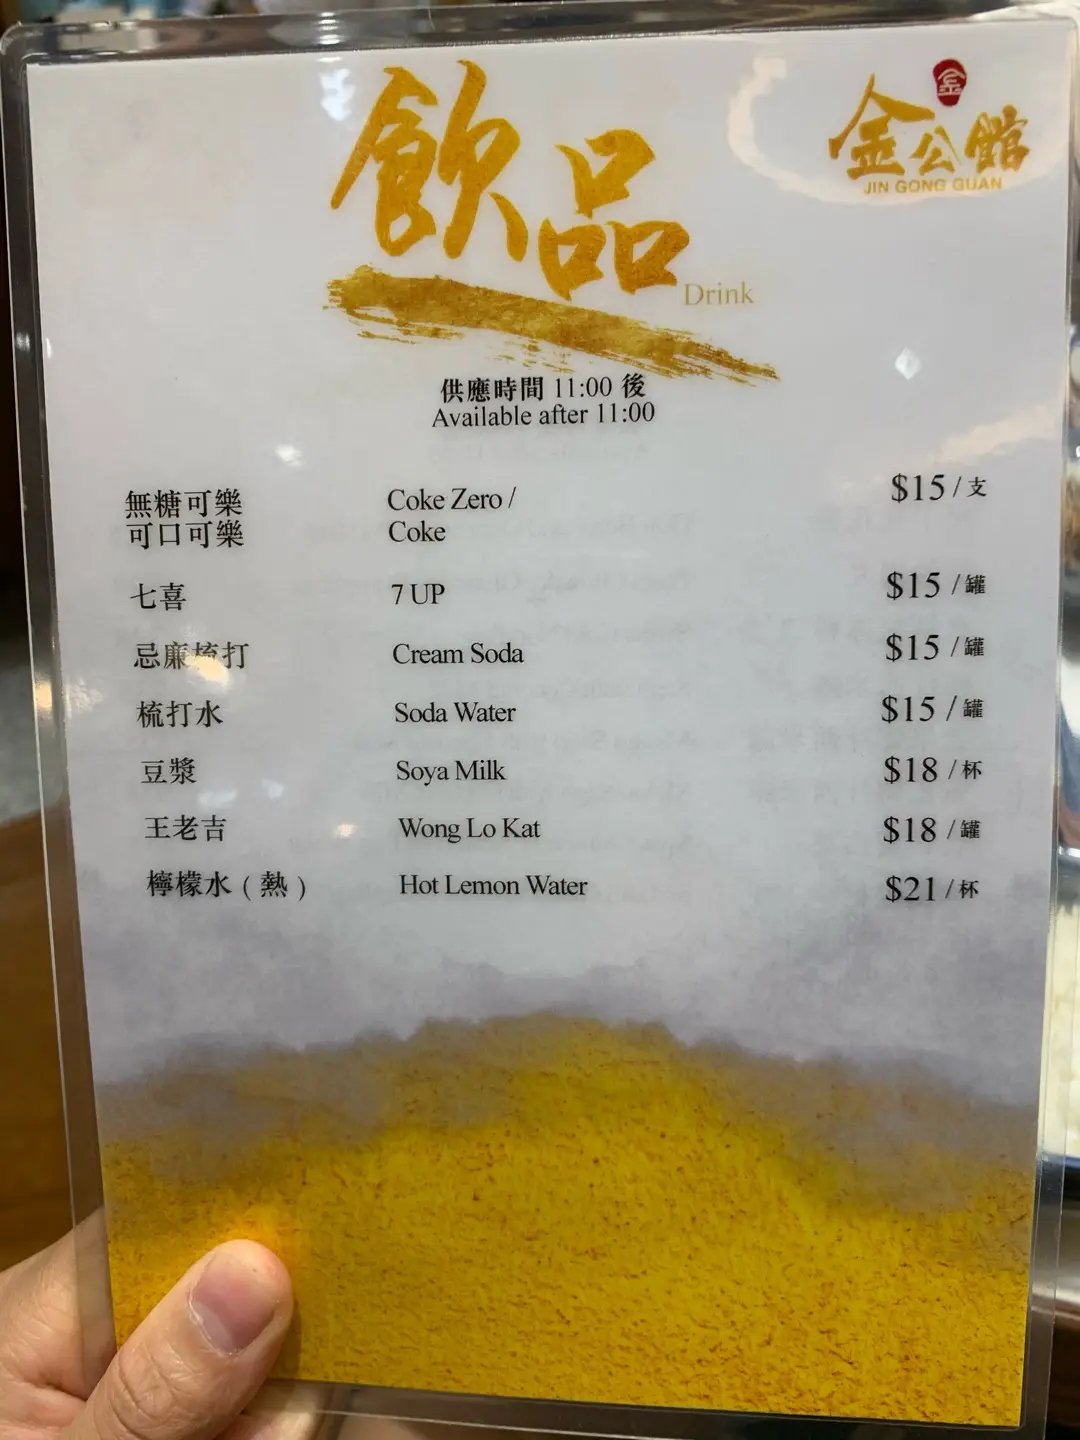 飲品
Drink
金
金公館
JIN GONG GUAN
供應時間 11:00 後
Available after 11:00
無糖可樂 Coke Zero / $15 / 支
可口可樂 Coke
七喜 7 UP $15 / 罐
忌廉梳打 Cream Soda $15 / 罐
梳打水 Soda Water $15 / 罐
豆漿 Soya Milk $18 / 杯
王老吉 Wong Lo Kat $18 / 罐
檸檬水 ( 熱 ) Hot Lemon Water $21 / 杯